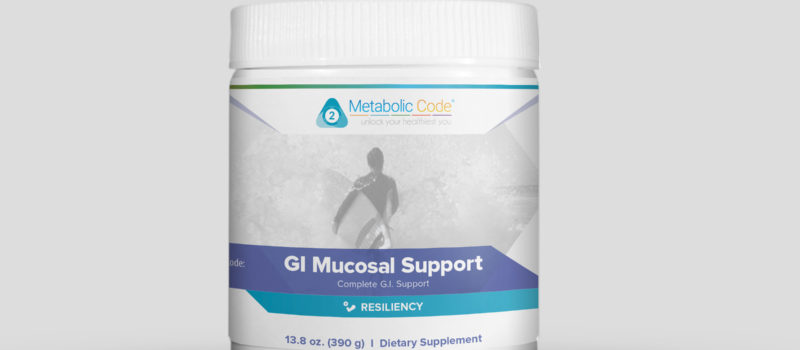 2
Metabolic Code®
unlock your healthiest you
ode:
GI Mucosal Support
Complete G.I. Support
RESILIENCY
13.8 oz. (390 g) | Dietary Supplement